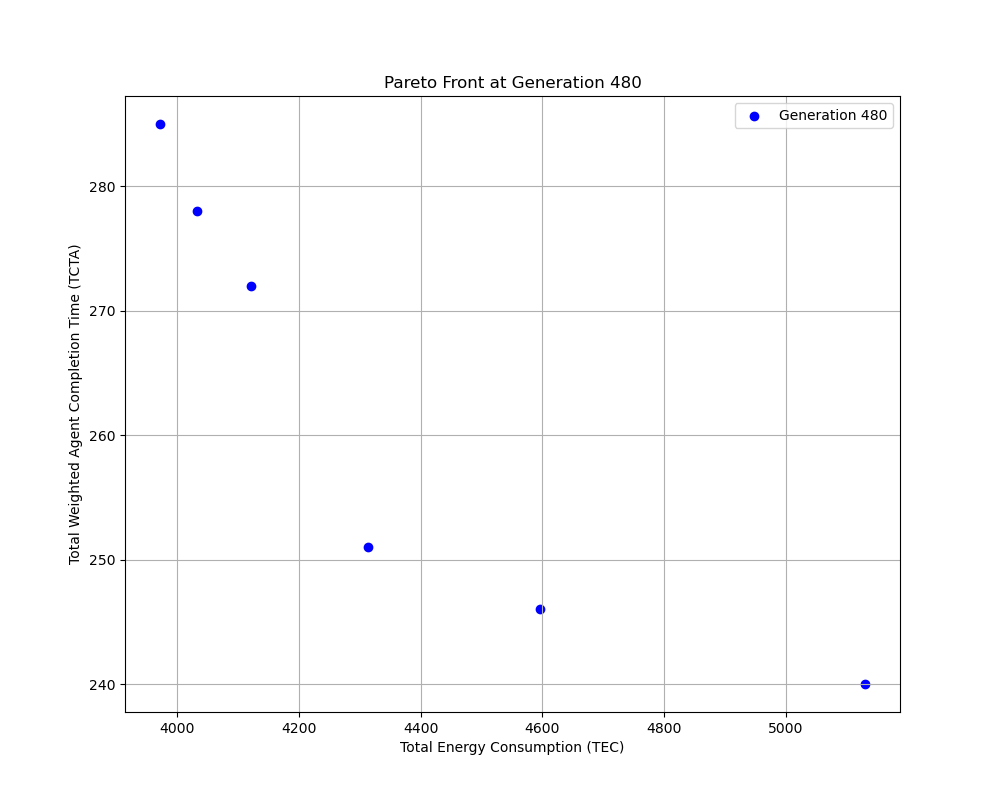 Pareto Front at Generation 480
Generation 480
Total Weighted Agent Completion Time (TCTA)
280
270
260
250
240
4000 4200 4400 4600 4800 5000
Total Energy Consumption (TEC)